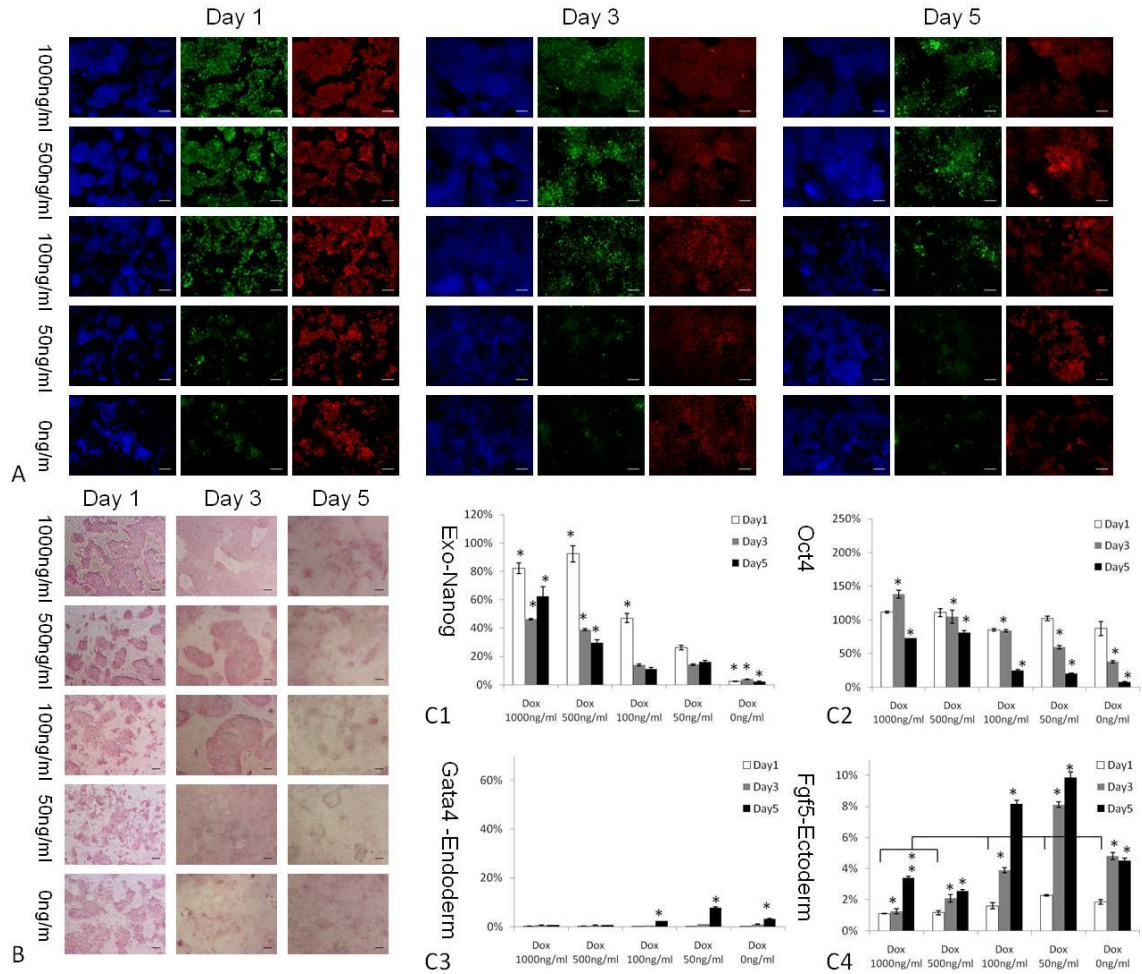 Day 1 Day 3 Day 5
1000ng/ml
500ng/ml
100ng/ml
50ng/ml
0ng/m
A
Day 1 Day 3 Day 5
1000ng/ml
500ng/ml
100ng/ml
50ng/ml
0ng/m
B
Exo-Nanog
120%
100%
80%
60%
40%
20%
0%
Day1
Day3
Day5
* * * * * * * * *
Dox Dox Dox Dox Dox
1000ng/ml 500ng/ml 100ng/ml 50ng/ml 0ng/ml
C1
Oct4
250%
200%
150%
100%
50%
0%
Day1
Day3
Day5
* * * * * * * * *
Dox Dox Dox Dox Dox
1000ng/ml 500ng/ml 100ng/ml 50ng/ml 0ng/ml
C2
Gata4 -Endoderm
60%
40%
20%
0%
Day1
Day3
Day5
* * *
Dox Dox Dox Dox Dox
1000ng/ml 500ng/ml 100ng/ml 50ng/ml 0ng/ml
C3
Fgf5-Ectoderm
10%
8%
6%
4%
2%
0%
Day1
Day3
Day5
* * * * * * * * * * *
Dox Dox Dox Dox Dox
1000ng/ml 500ng/ml 100ng/ml 50ng/ml 0ng/ml
C4